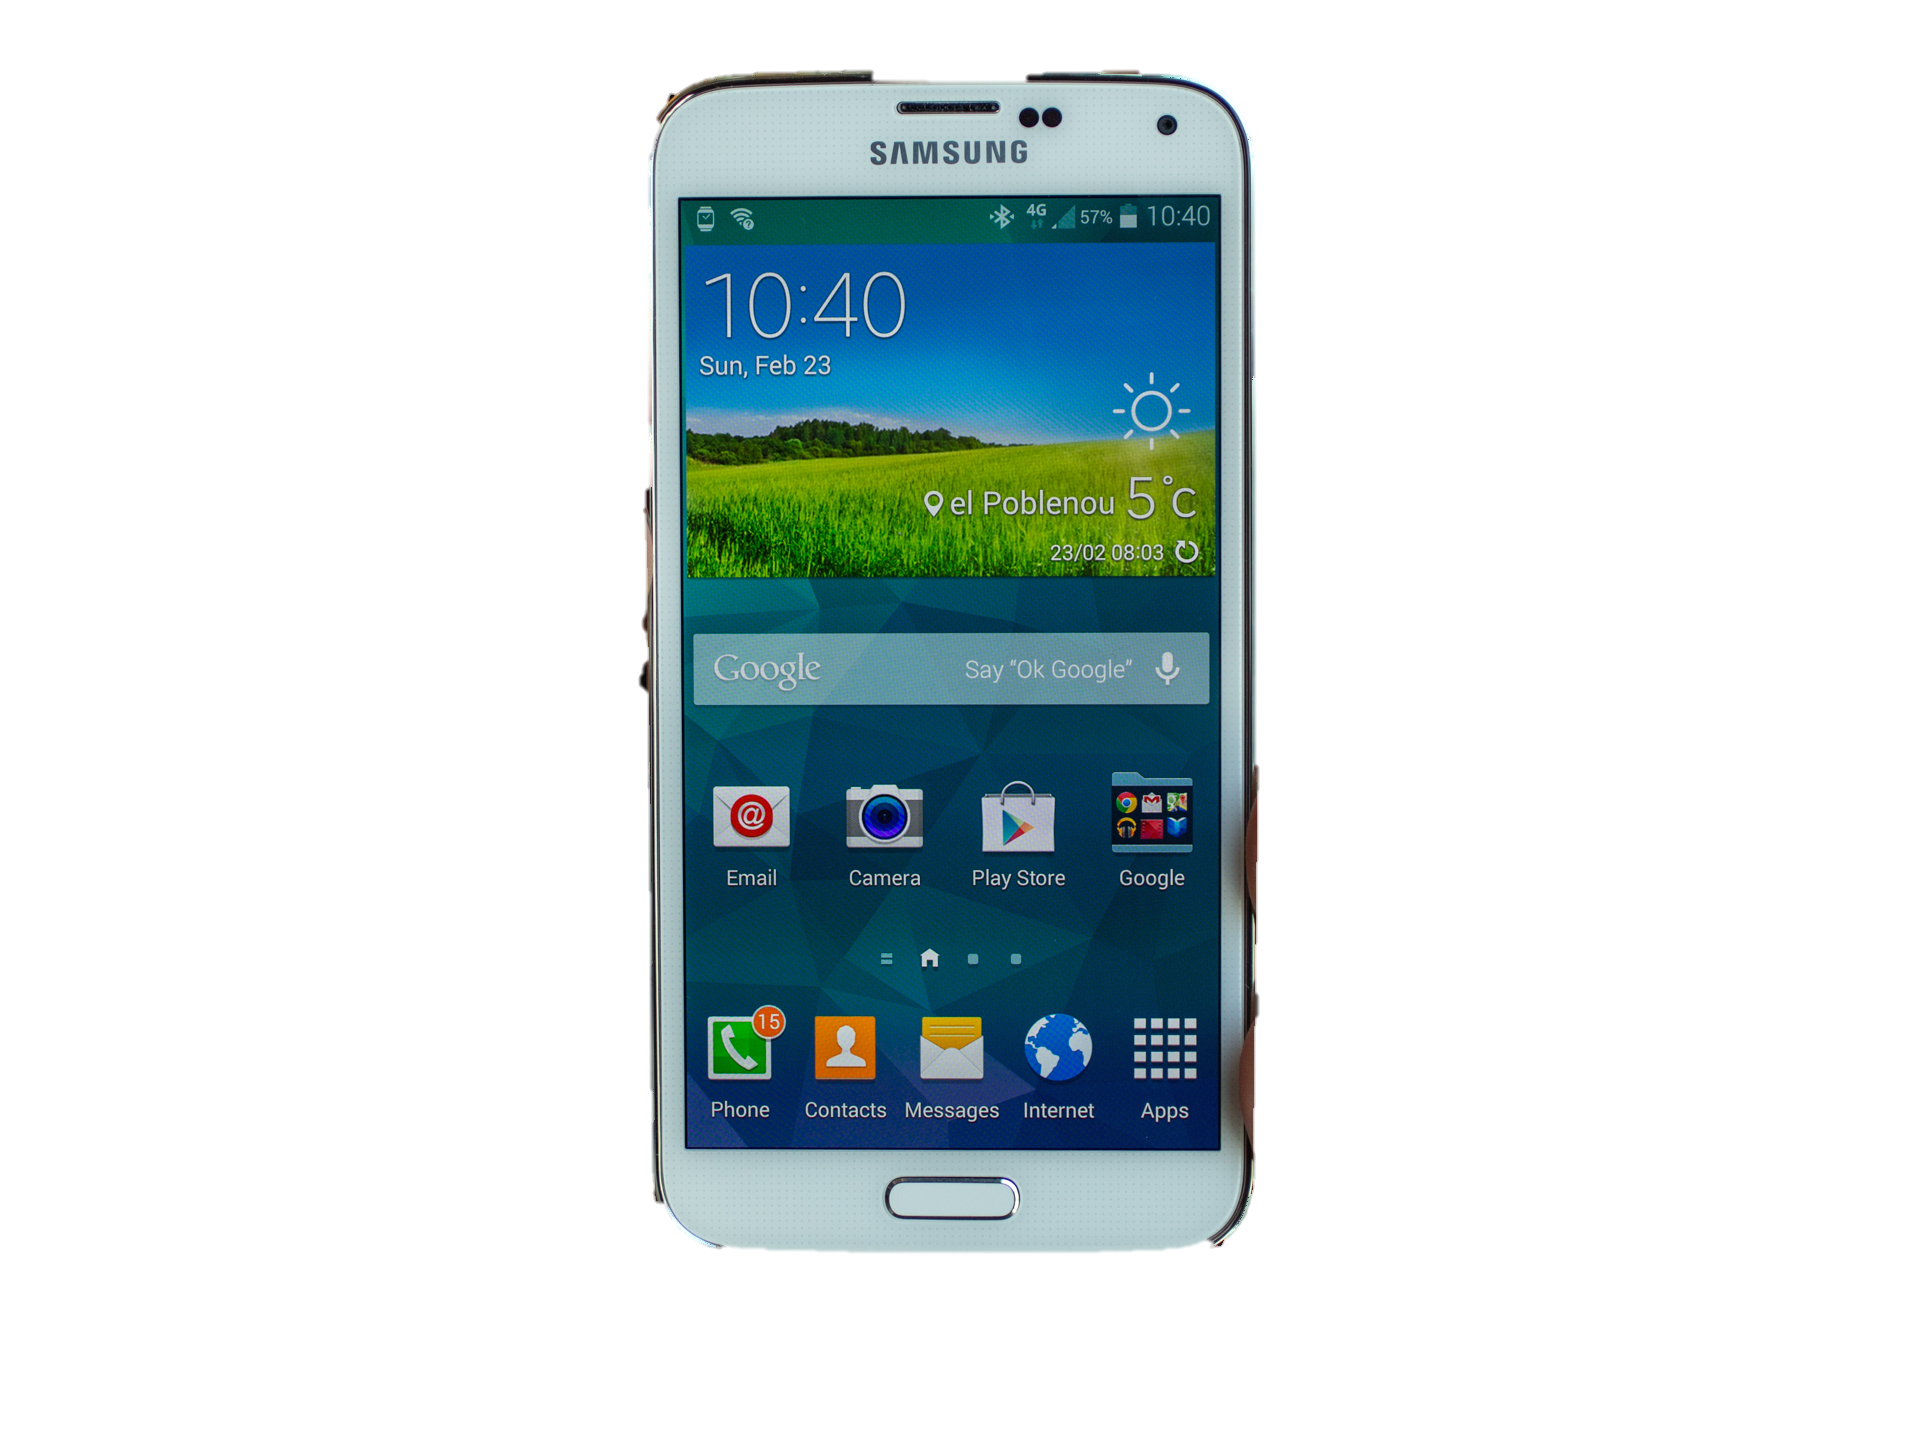 SAMSUNG
4G 57% 10:40
10:40
Sun, Feb 23
el Poblenou 5°C
23/02 08:03
Google Say “Ok Google”
Email Camera Play Store Google
15
Phone Contacts Messages Internet Apps